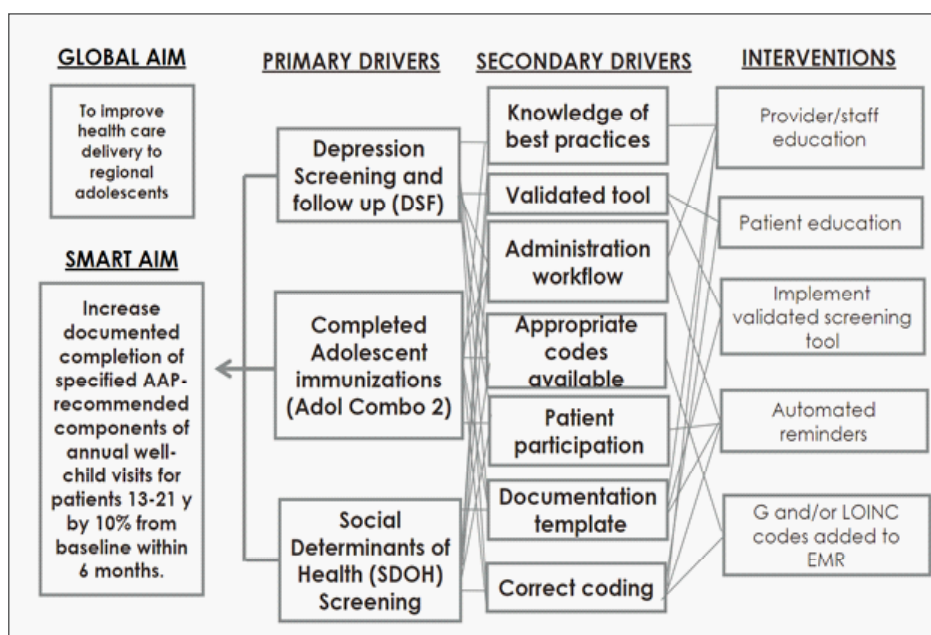 GLOBAL AIM
To improve
health care
delivery to
regional
adolescents
SMART AIM
Increase
documented
completion of
specified AAP-
recommended
components of
annual well-
child visits for
patients 13-21 y
by 10% from
baseline within
6 months.
PRIMARY DRIVERS
Depression
Screening and
follow up (DSF)
Completed
Adolescent
immunizations
(Adol Combo 2)
Social
Determinants of
Health (SDOH)
Screening
SECONDARY DRIVERS
Knowledge of
best practices
Validated tool
Administration
workflow
Appropriate
codes
available
Patient
participation
Documentation
template
Correct coding
INTERVENTIONS
Provider/staff
education
Patient education
Implement
validated screening
tool
Automated
reminders
G and/or LOINC
codes added to
EMR